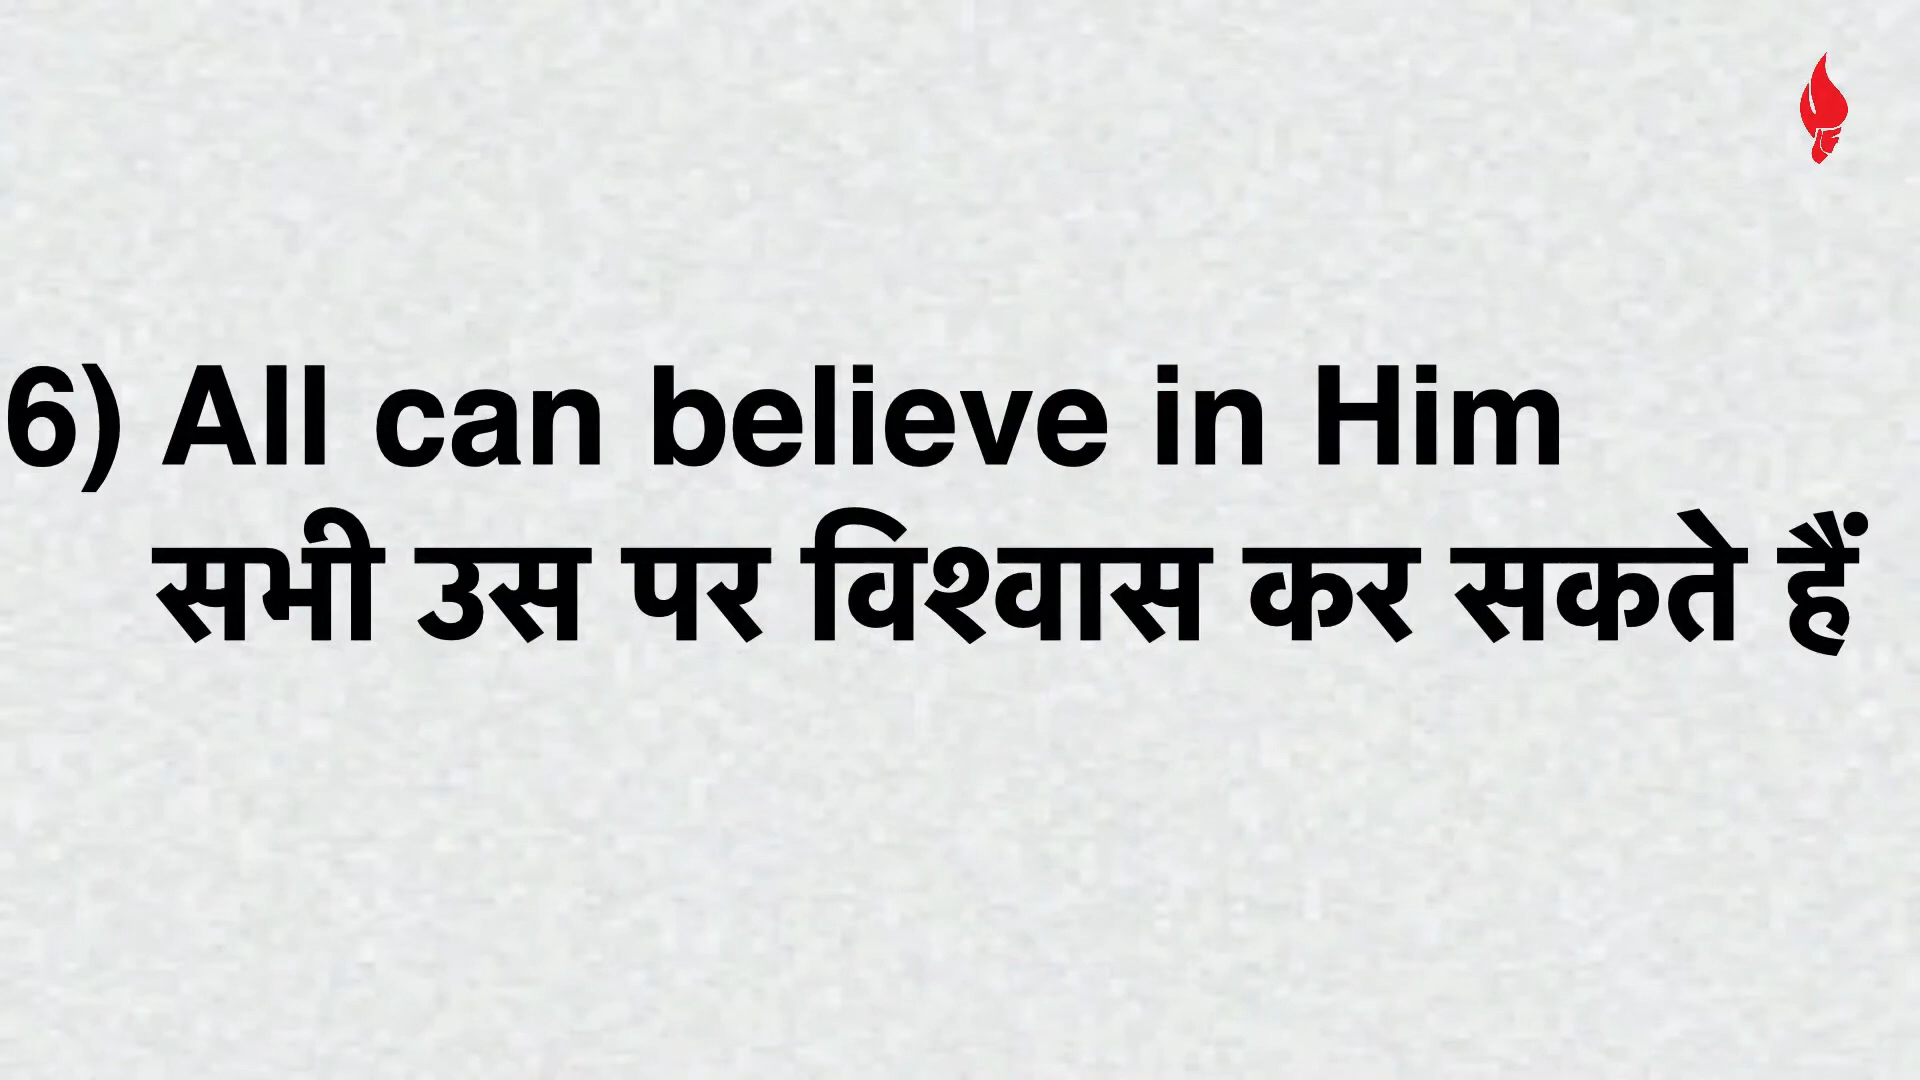 6) All can believe in Him
सभी उस पर विश्वास कर सकते हैं